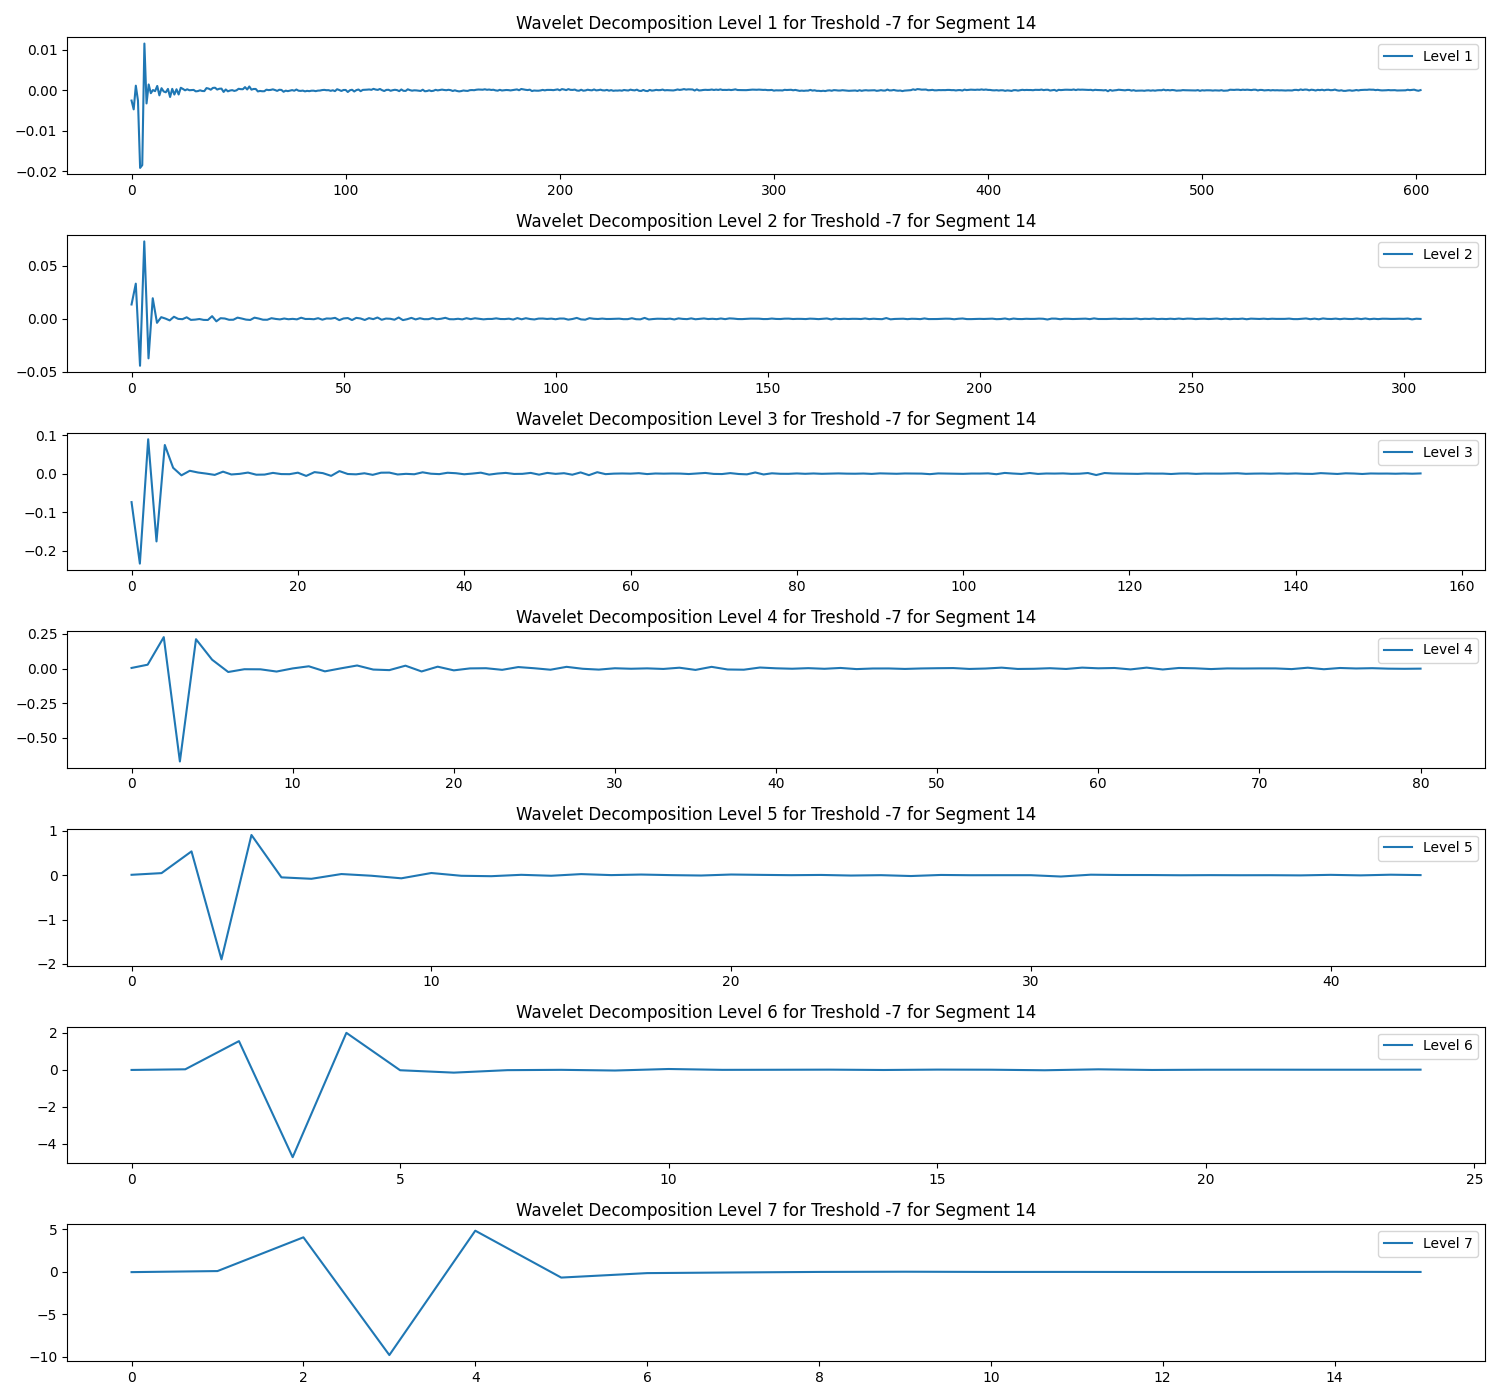 Wavelet Decomposition Level 1 for Treshold -7 for Segment 14
Level 1
0.01
0.00
−0.01
−0.02
0 100 200 300 400 500 600
Wavelet Decomposition Level 2 for Treshold -7 for Segment 14
Level 2
0.05
0.00
−0.05
0 50 100 150 200 250 300
Wavelet Decomposition Level 3 for Treshold -7 for Segment 14
Level 3
0.1
0.0
−0.1
−0.2
0 20 40 60 80 100 120 140 160
Wavelet Decomposition Level 4 for Treshold -7 for Segment 14
Level 4
0.25
0.00
−0.25
−0.50
0 10 20 30 40 50 60 70 80
Wavelet Decomposition Level 5 for Treshold -7 for Segment 14
Level 5
1
0
−1
−2
0 10 20 30 40
Wavelet Decomposition Level 6 for Treshold -7 for Segment 14
Level 6
2
0
−2
−4
0 5 10 15 20 25
Wavelet Decomposition Level 7 for Treshold -7 for Segment 14
Level 7
5
0
−5
−10
0 2 4 6 8 10 12 14